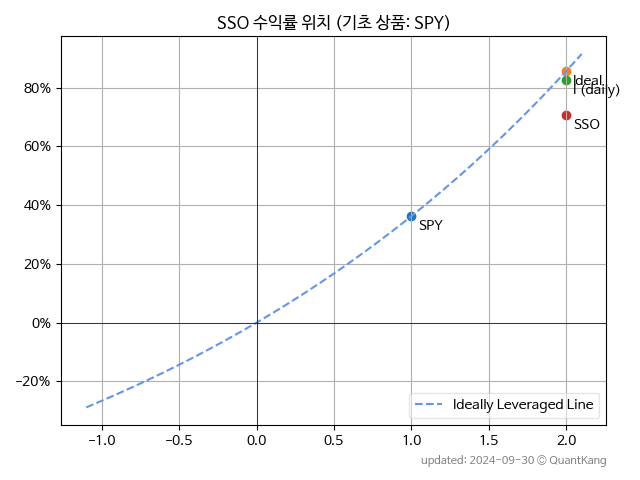 SSO 수익률 위치 (기초 상품: SPY)
80%
60%
40%
20%
0%
−20%
Ideal
I (daily)
SSO
SPY
Ideally Leveraged Line
−1.0 −0.5 0.0 0.5 1.0 1.5 2.0
updated: 2024-09-30 © QuantKang